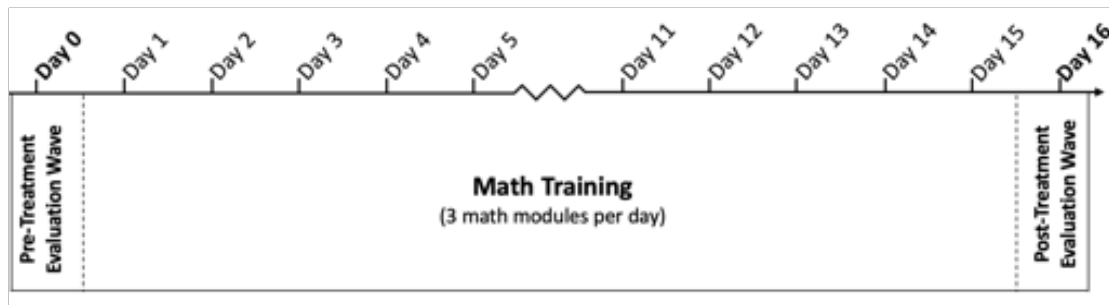 Day 0
Day 1
Day 2
Day 3
Day 4
Day 5
Day 11
Day 12
Day 13
Day 14
Day 15
Day 16
Pre-Treatment
Evaluation Wave
Math Training
(3 math modules per day)
Post-Treatment
Evaluation Wave